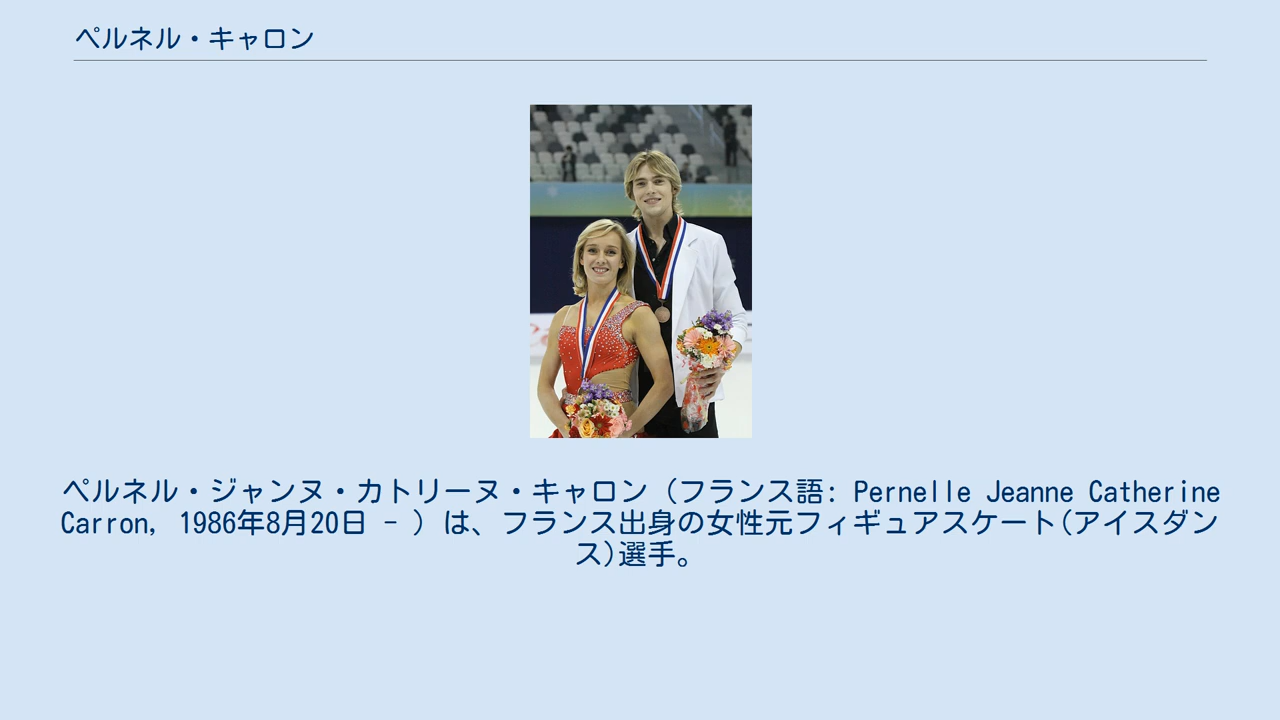 ペルネル・キャロン
ペルネル・ジャンヌ・カトリーヌ・キャロン（フランス語: Pernelle Jeanne Catherine
Carron, 1986年8月20日 - ）は、フランス出身の女性元フィギュアスケート(アイスダン
ス)選手。